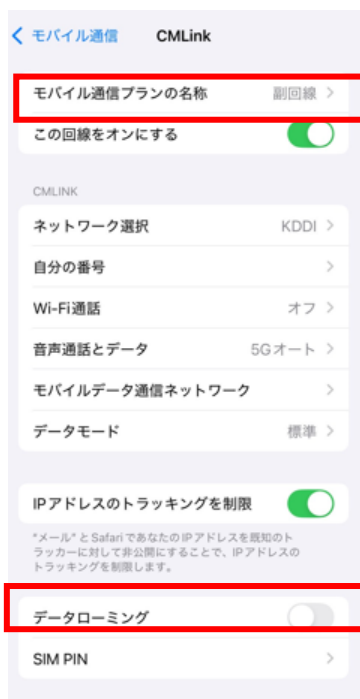 モバイル通信 CMLink
モバイル通信プランの名称 副回線
この回線をオンにする
CMLINK
ネットワーク選択 KDDI
自分の番号
Wi-Fi通話 オフ
音声通話とデータ 5Gオート
モバイルデータ通信ネットワーク
データモード 標準
IPアドレスのトラッキングを制限
"メール" とSafariであなたのIPアドレスを既知のト
ラッカーに対して非公開にすることで、IPアドレスの
トラッキングを制限します。
データローミング
SIM PIN